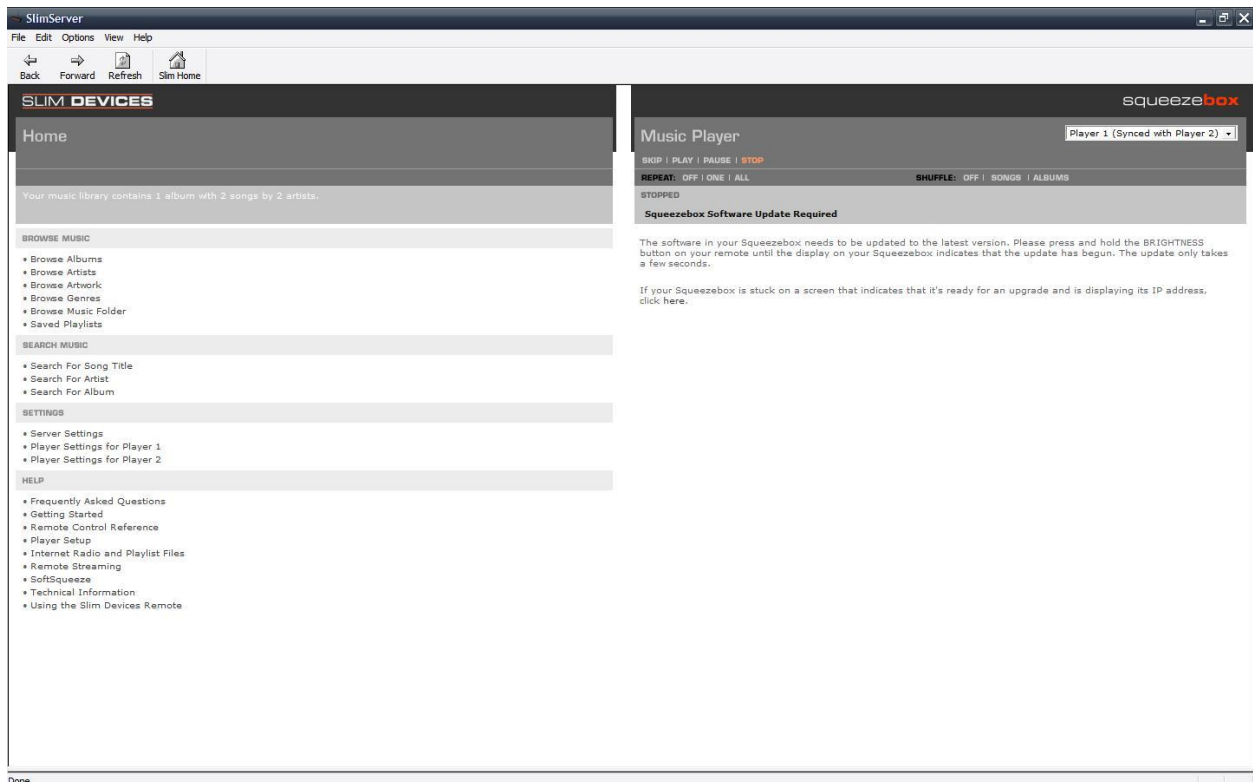 SlimServer
File Edit Options View Help
Back Forward Refresh Slim Home
SLIM DEVICES
Home
Your music library contains 1 album with 2 songs by 2 artists.
BROWSE MUSIC
• Browse Albums
• Browse Artists
• Browse Artwork
• Browse Genres
• Browse Music Folder
• Saved Playlists
SEARCH MUSIC
• Search For Song Title
• Search For Artist
• Search For Album
SETTINGS
• Server Settings
• Player Settings for Player 1
• Player Settings for Player 2
HELP
• Frequently Asked Questions
• Getting Started
• Remote Control Reference
• Player Setup
• Internet Radio and Playlist Files
• Remote Streaming
• SoftSqueeze
• Technical Information
• Using the Slim Devices Remote
squeezebox
Music Player
Player 1 (Synced with Player 2)
SKIP | PLAY | PAUSE | STOP
REPEAT: OFF | ONE | ALL SHUFFLE: OFF | SONGS | ALBUMS
STOPPED
Squeezebox Software Update Required
The software in your Squeezebox needs to be updated to the latest version. Please press and hold the BRIGHTNESS
button on your remote until the display on your Squeezebox indicates that the update has begun. The update only takes
a few seconds.
If your Squeezebox is stuck on a screen that indicates that it's ready for an upgrade and is displaying its IP address,
click here.
Done